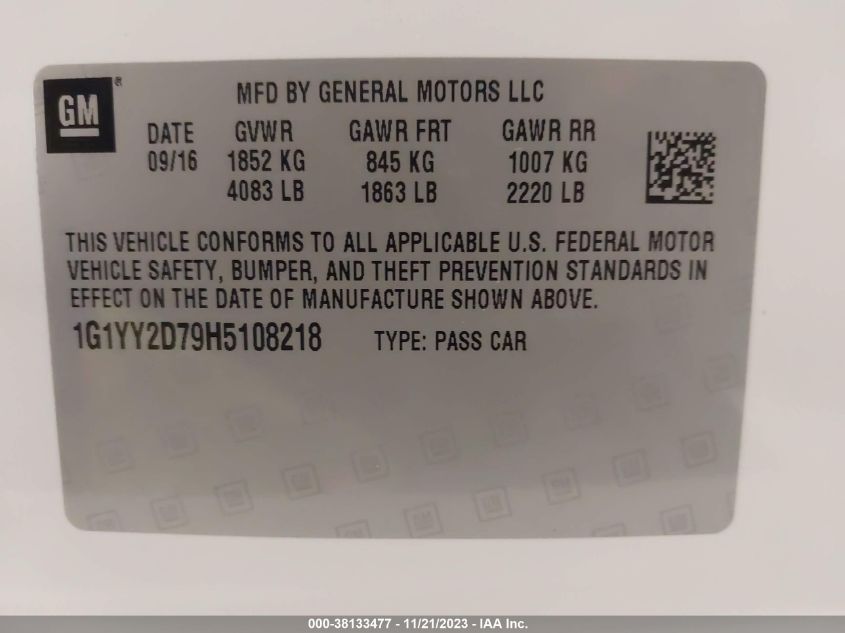 GM ®
MFD BY GENERAL MOTORS LLC
DATE GVWR GAWR FRT GAWR RR
09/16 1852 KG 845 KG 1007 KG
4083 LB 1863 LB 2220 LB
THIS VEHICLE CONFORMS TO ALL APPLICABLE U.S. FEDERAL MOTOR
VEHICLE SAFETY, BUMPER, AND THEFT PREVENTION STANDARDS IN
EFFECT ON THE DATE OF MANUFACTURE SHOWN ABOVE.
1G1YY2D79H5108218 TYPE: PASS CAR
000-38133477 - 11/21/2023 - IAA Inc.